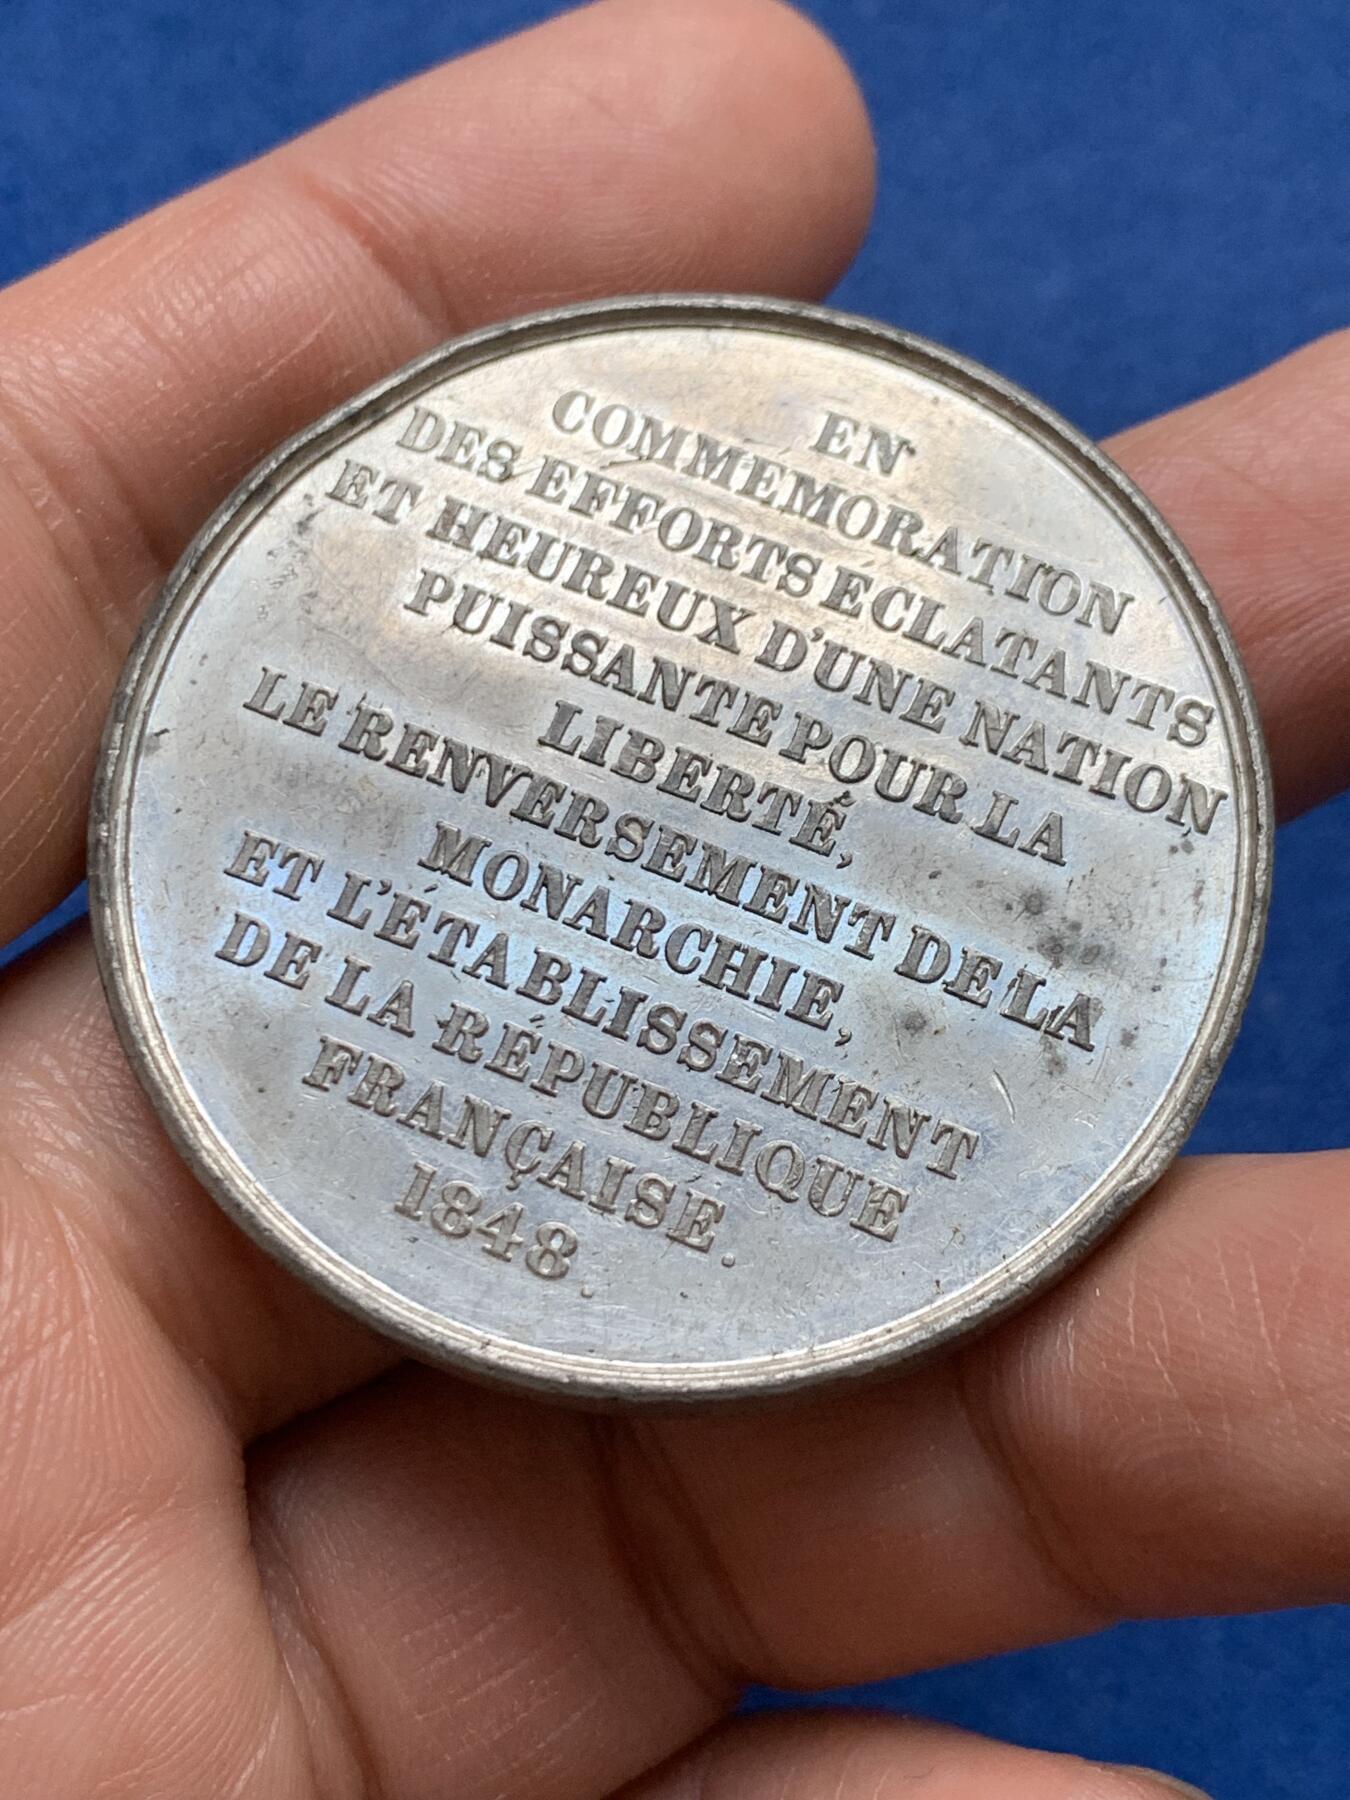 EN
COMMEMORATION
DES EFFORTS ECLATANTS
ET HEUREUX D'UNE NATION
PUISSANTE POUR LA
LIBERTÉ,
LE RENVERSEMENT DE LA
MONARCHIE,
ET L'ÉTABLISSEMENT
DE LA RÉPUBLIQUE
FRANÇAISE.
1848.